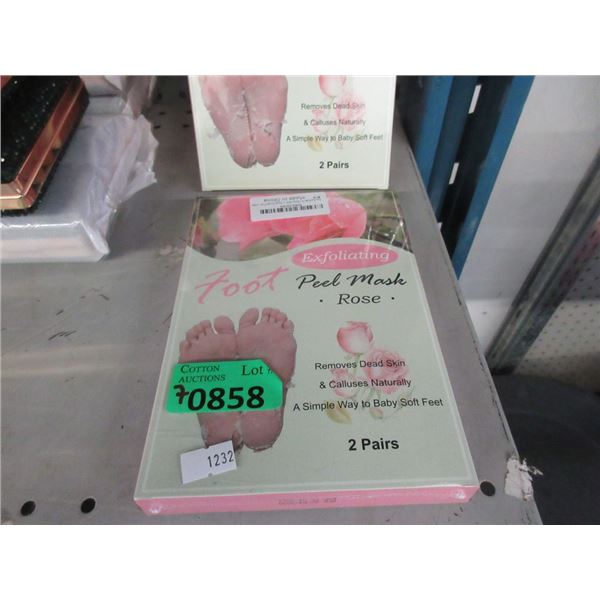 Removes Dead Skin
& Calluses Naturally
A Simple Way to Baby Soft Feet
2 Pairs
Exfoliating
Foot Peel Mask
· Rose ·
Removes Dead Skin
& Calluses Naturally
A Simple Way to Baby Soft Feet
2 Pairs
COTTON
AUCTIONS
Lot
70858
1232